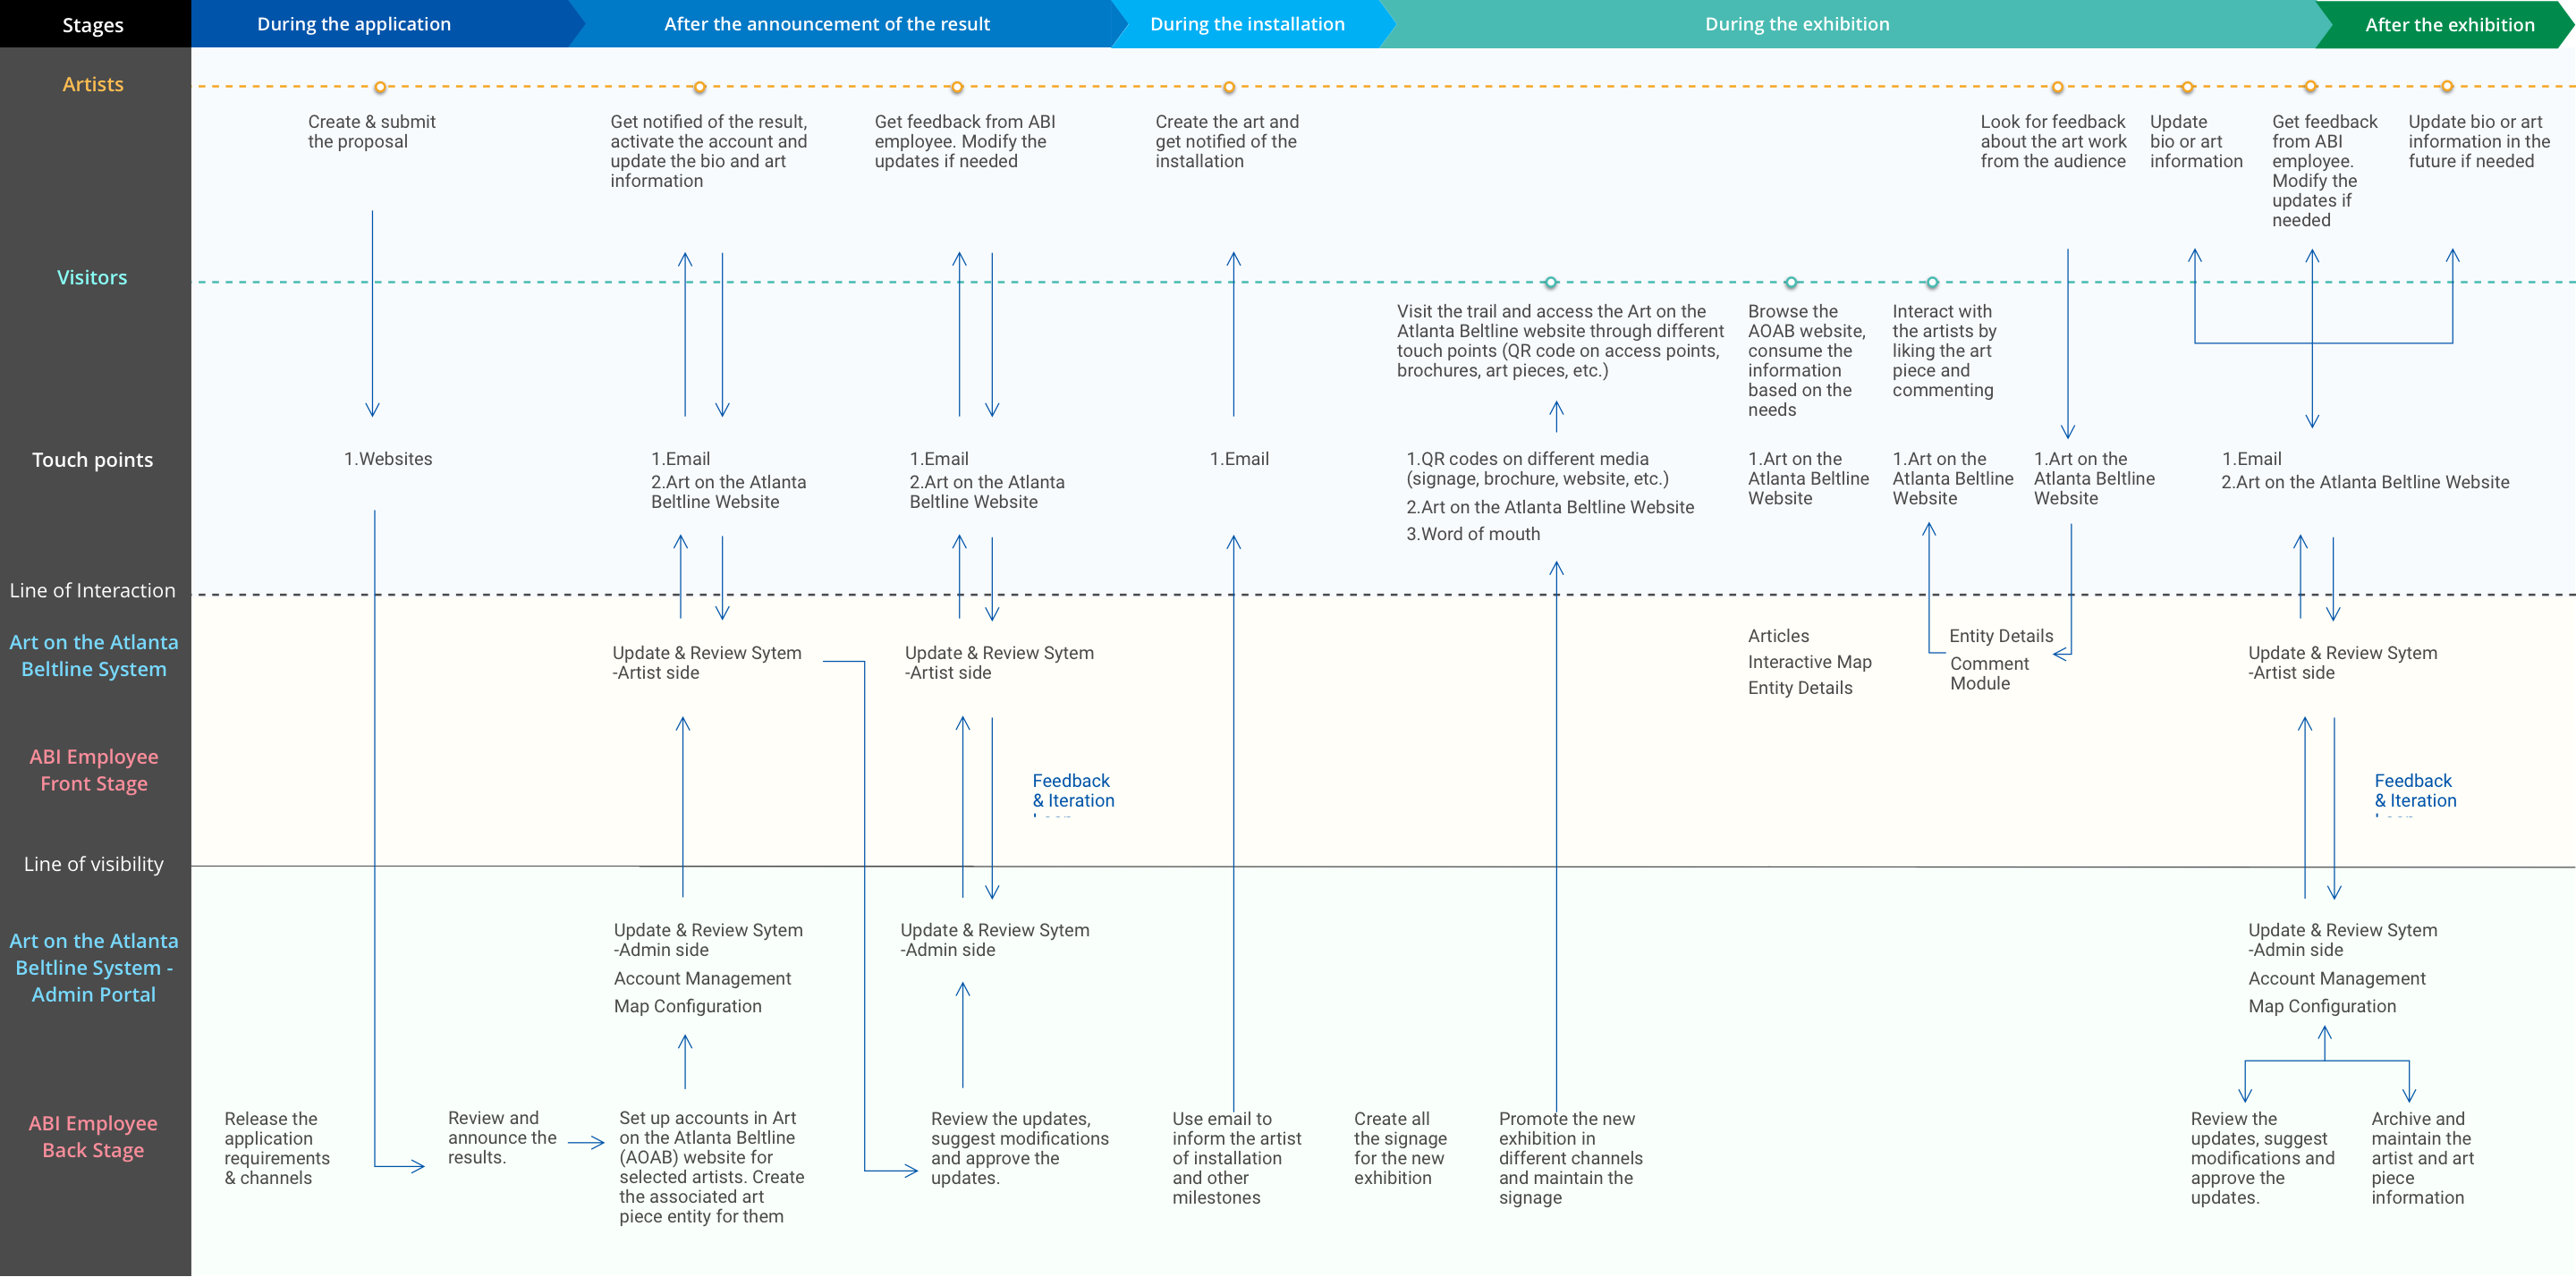 Stages
During the application
After the announcement of the result
During the installation
During the exhibition
After the exhibition
Artists
Create & submit
the proposal
Get notified of the result,
activate the account and
update the bio and art
information
Get feedback from ABI
employee. Modify the
updates if needed
Create the art and
get notified of the
installation
Look for feedback
about the art work
from the audience
Update
bio or art
information
Get feedback
from ABI
employee.
Modify the
updates if
needed
Update bio or art
information in the
future if needed
Visitors
Visit the trail and access the Art on the
Atlanta Beltline website through different
touch points (QR code on access points,
brochures, art pieces, etc.)
Browse the
AOAB website,
consume the
information
based on the
needs
Interact with
the artists by
liking the art
piece and
commenting
Touch points
1.Websites
1.Email
2.Art on the Atlanta
Beltline Website
1.Email
2.Art on the Atlanta
Beltline Website
1.Email
1.QR codes on different media
(signage, brochure, website, etc.)
2.Art on the Atlanta Beltline Website
3.Word of mouth
1.Art on the
Atlanta Beltline
Website
1.Art on the
Atlanta Beltline
Website
1.Art on the
Atlanta Beltline
Website
1.Email
2.Art on the Atlanta Beltline Website
Line of Interaction
Art on the Atlanta
Beltline System
Update & Review Sytem
-Artist side
Update & Review Sytem
-Artist side
Articles
Interactive Map
Entity Details
Entity Details
Comment
Module
Update & Review Sytem
-Artist side
ABI Employee
Front Stage
Feedback
& Iteration
Feedback
& Iteration
Line of visibility
Art on the Atlanta
Beltline System -
Admin Portal
Update & Review Sytem
-Admin side
Account Management
Map Configuration
Update & Review Sytem
-Admin side
Update & Review Sytem
-Admin side
Account Management
Map Configuration
ABI Employee
Back Stage
Release the
application
requirements
& channels
Review and
announce the
results.
Set up accounts in Art
on the Atlanta Beltline
(AOAB) website for
selected artists. Create
the associated art
piece entity for them
Review the updates,
suggest modifications
and approve the
updates.
Use email to
inform the artist
of installation
and other
milestones
Create all
the signage
for the new
exhibition
Promote the new
exhibition in
different channels
and maintain the
signage
Review the
updates, suggest
modifications and
approve the
updates.
Archive and
maintain the
artist and art
piece
information